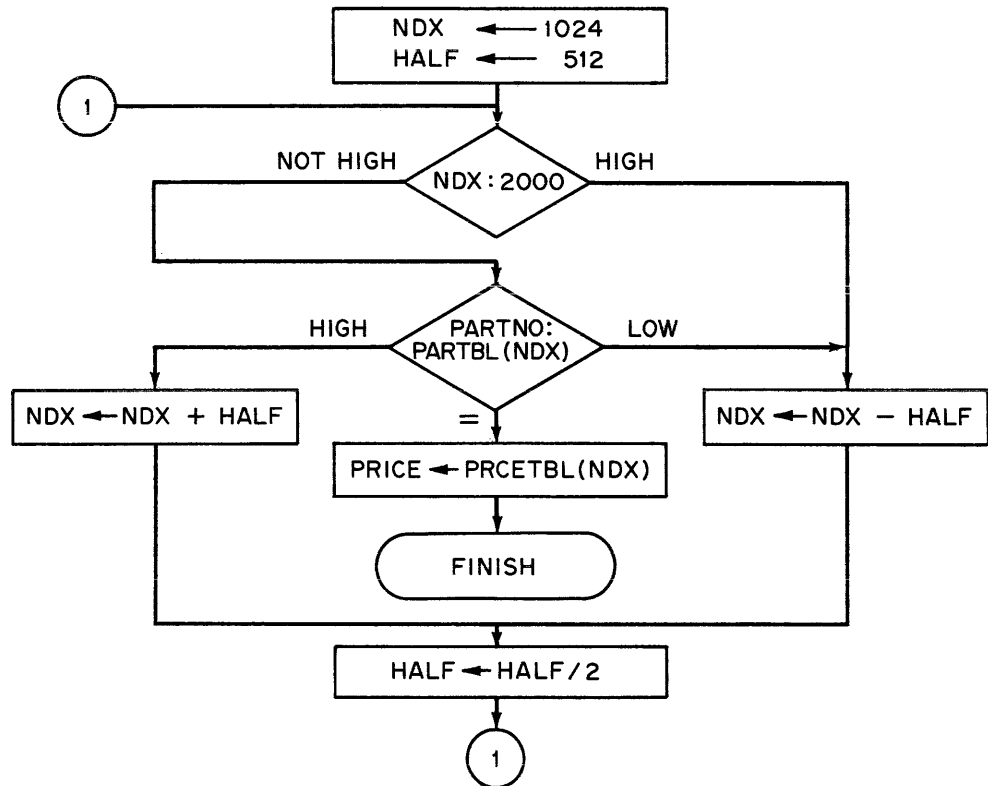 NDX ← 1024
HALF ← 512
1
NOT HIGH
HIGH
NDX : 2000
HIGH
PARTNO:
PARTBL(NDX)
LOW
NDX ← NDX + HALF
=
NDX ← NDX - HALF
PRICE ← PRCETBL(NDX)
FINISH
HALF ← HALF/2
1